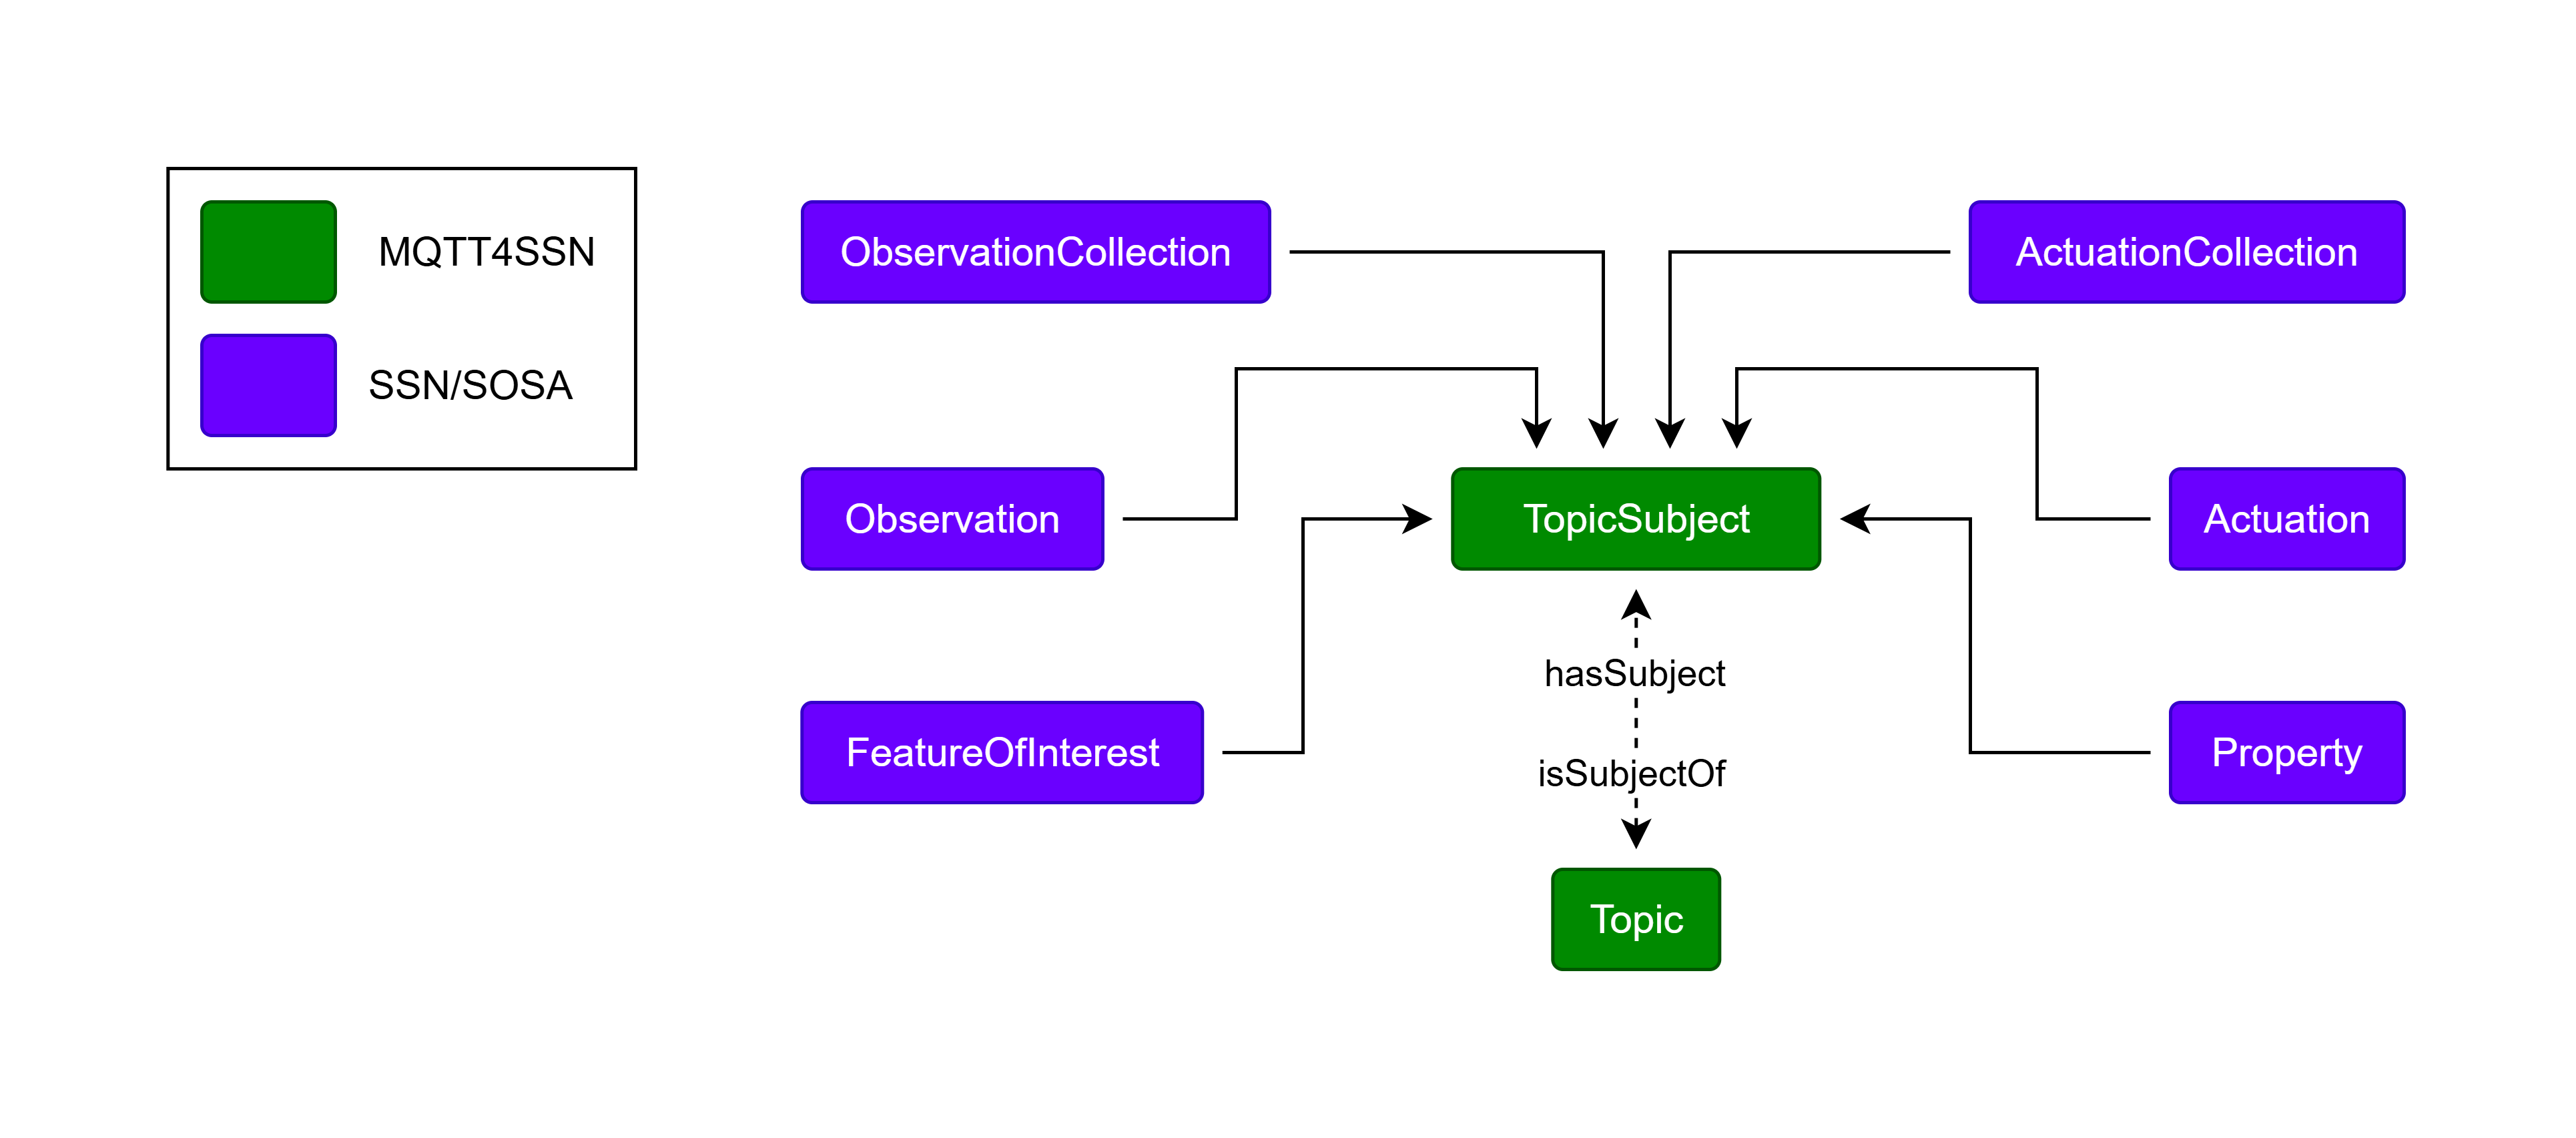 MQTT4SSN
SSN/SOSA
ObservationCollection
ActuationCollection
Observation
TopicSubject
Actuation
hasSubject
isSubjectOf
FeatureOfInterest
Property
Topic